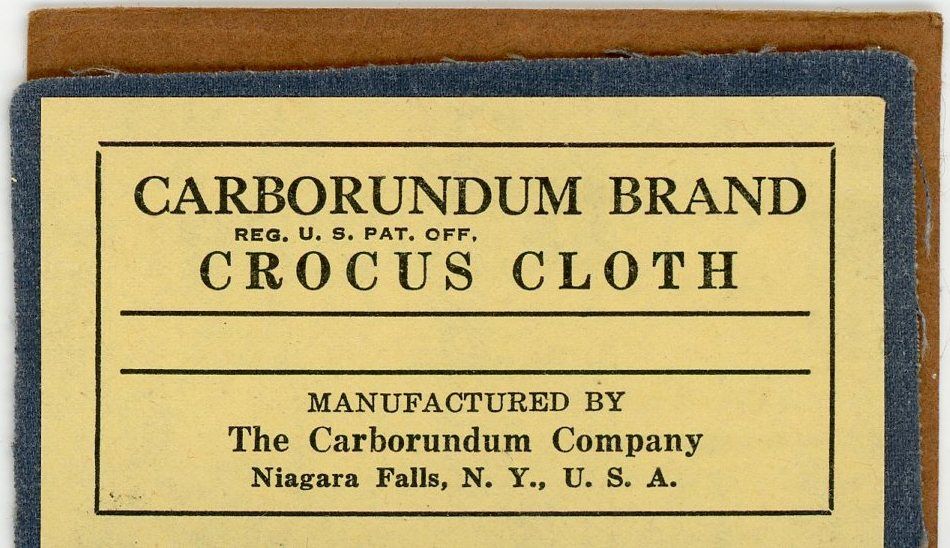 CARBORUNDUM BRAND
REG. U. S. PAT. OFF.
CROCUS CLOTH
MANUFACTURED BY
The Carborundum Company
Niagara Falls, N. Y., U. S. A.